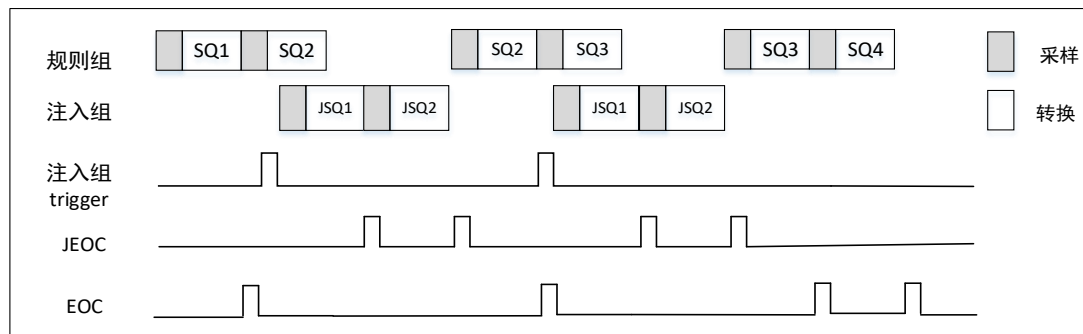 规则组 SQ1 SQ2 SQ2 SQ3 SQ3 SQ4 采样
注入组 JSQ1 JSQ2 JSQ1 JSQ2 转换
注入组
trigger
JEOC
EOC